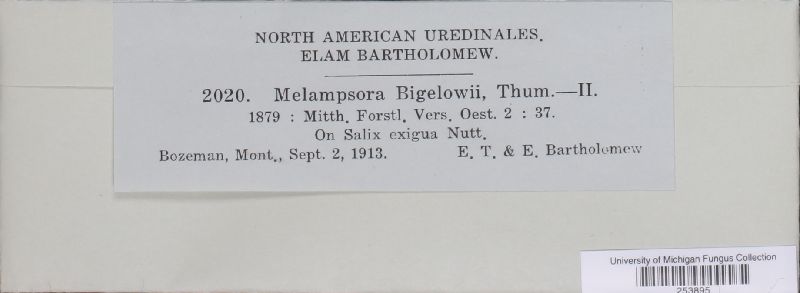 NORTH AMERICAN UREDINALES.
ELAM BARTHOLOMEW.
2020. Melampsora Bigelowii, Thum.—II.
1879 : Mitth. Forstl. Vers. Oest. 2 : 37.
On Salix exigua Nutt.
Bozeman, Mont., Sept. 2, 1913. E. T. & E. Bartholomew
University of Michigan Fungus Collection
253895